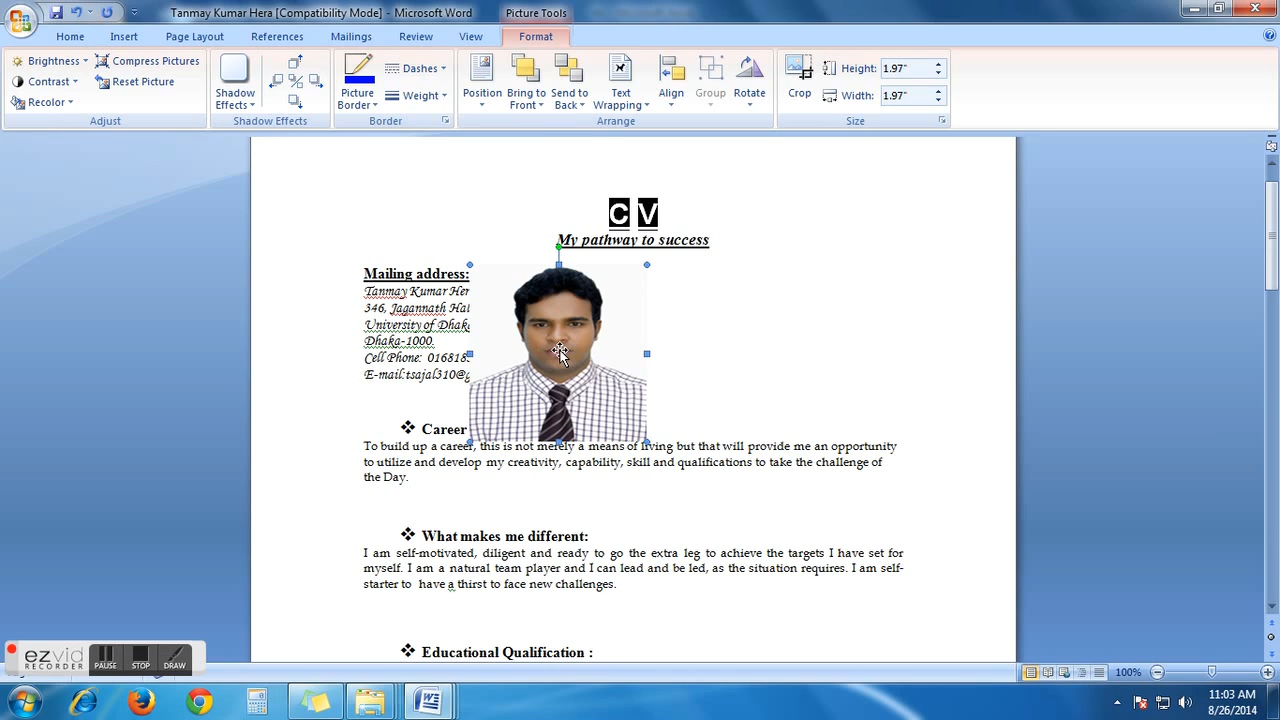 Tanmay Kumar Hera [Compatibility Mode] - Microsoft Word
Picture Tools
Home Insert Page Layout References Mailings Review View Format
Brightness
Contrast
Recolor
Compress Pictures
Reset Picture
Adjust
Shadow Effects
Shadow Effects
Picture Border
Dashes
Weight
Border
Position
Bring to Front
Send to Back
Text Wrapping
Align
Group
Rotate
Arrange
Crop
Height: 1.97"
Width: 1.97"
Size
CV
My pathway to success
Mailing address:
Tanmay Kumar
346, Jagannath
University of
Dhaka-1000.
Cell Phone:
❖ Career
To build up a career, this is not merely a means of living but that will provide me an opportunity
to utilize and develop my creativity, capability, skill and qualifications to take the challenge of
the Day.
❖ What makes me different:
I am self-motivated, diligent and ready to go the extra leg to achieve the targets I have set for
myself. I am a natural team player and I can lead and be led, as the situation requires. I am self-
starter to have a thirst to face new challenges.
❖ Educational Qualification :
ezvid
RECORDER
PAUSE
STOP
DRAW
100%
11:03 AM
8/26/2014